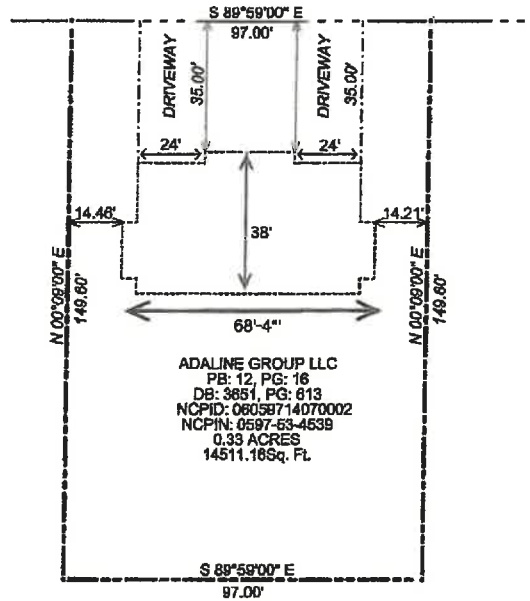 S 89°59'00" E
97.00'
DRIVEWAY
35.00'
DRIVEWAY
35.00'
24'
24'
14.46'
14.21'
38'
N 00°09'00" E
149.60'
N 00°09'00" E
149.60'
68'-4"
ADALINE GROUP LLC
PB: 12, PG: 16
DB: 3651, PG: 613
NCPID: 06059714070002
NCPIN: 0597-53-4539
0.33 ACRES
14511.16Sq. Ft.
S 89°59'00" E
97.00'